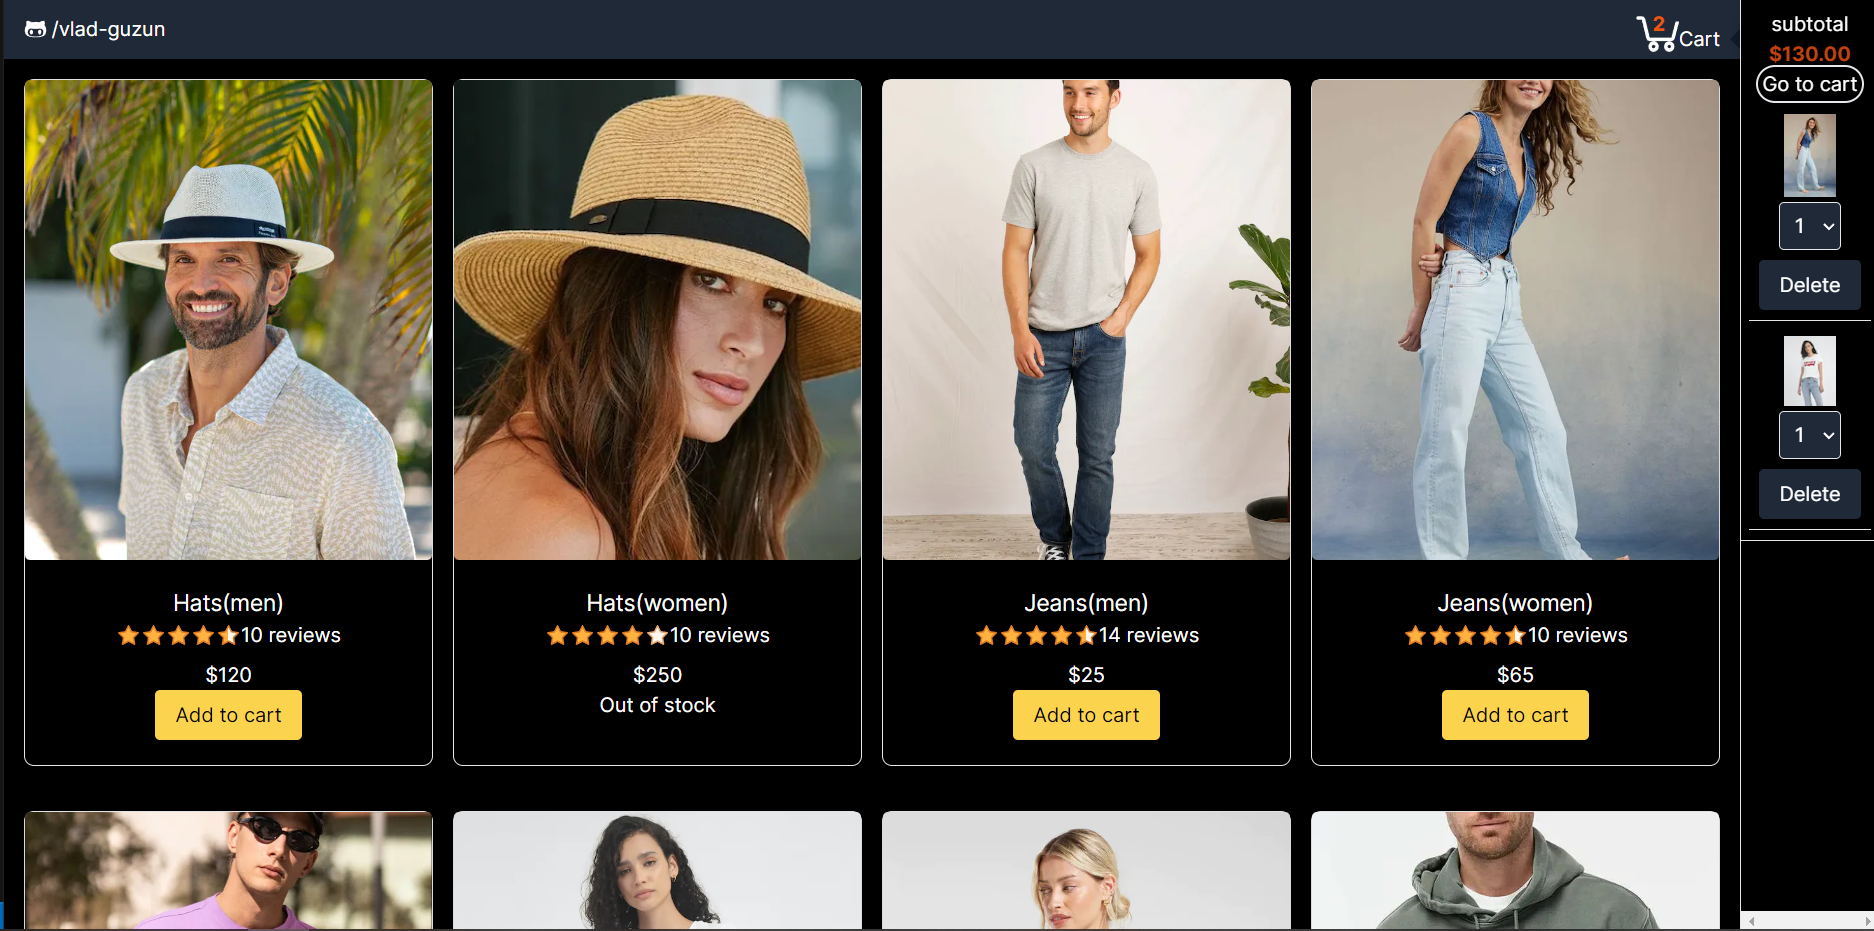 /vlad-guzun
2
Cart
Hats(men)
10 reviews
$120
Add to cart
Hats(women)
10 reviews
$250
Out of stock
Jeans(men)
14 reviews
$25
Add to cart
Jeans(women)
10 reviews
$65
Add to cart
subtotal
$130.00
Go to cart
1
Delete
1
Delete